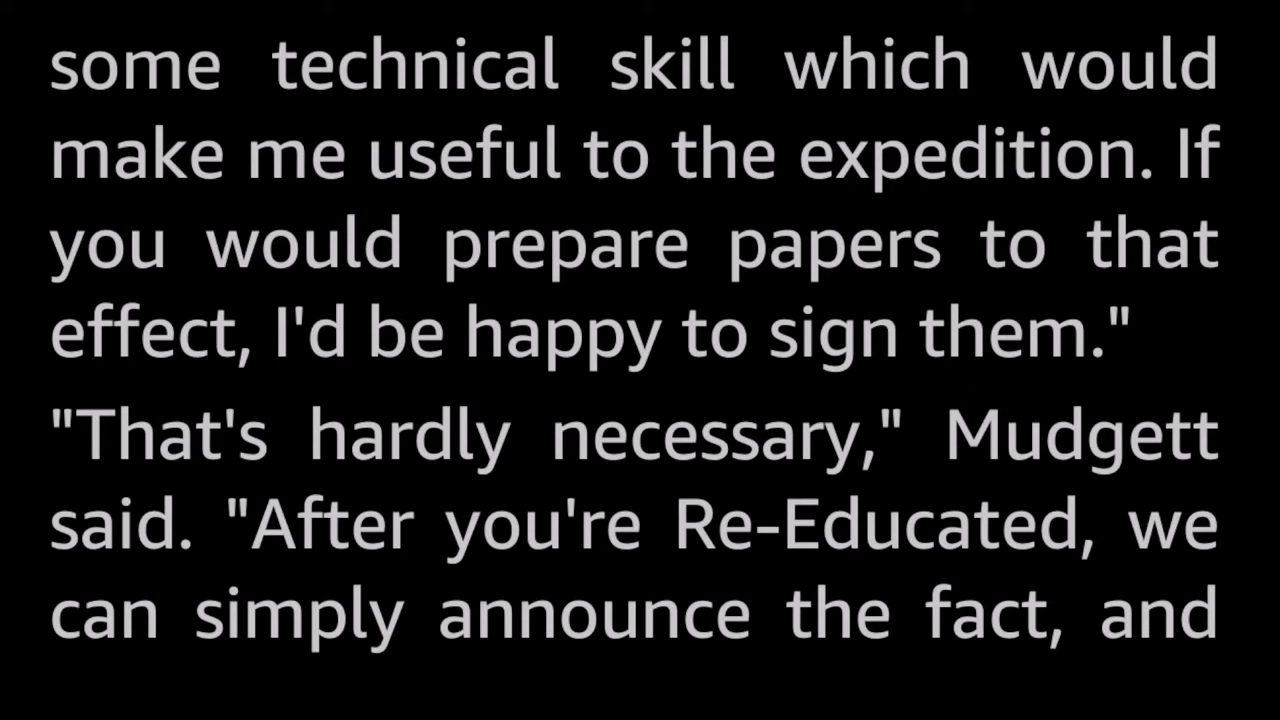 some technical skill which would
make me useful to the expedition. If
you would prepare papers to that
effect, I'd be happy to sign them."
"That's hardly necessary," Mudgett
said. "After you're Re-Educated, we
can simply announce the fact, and